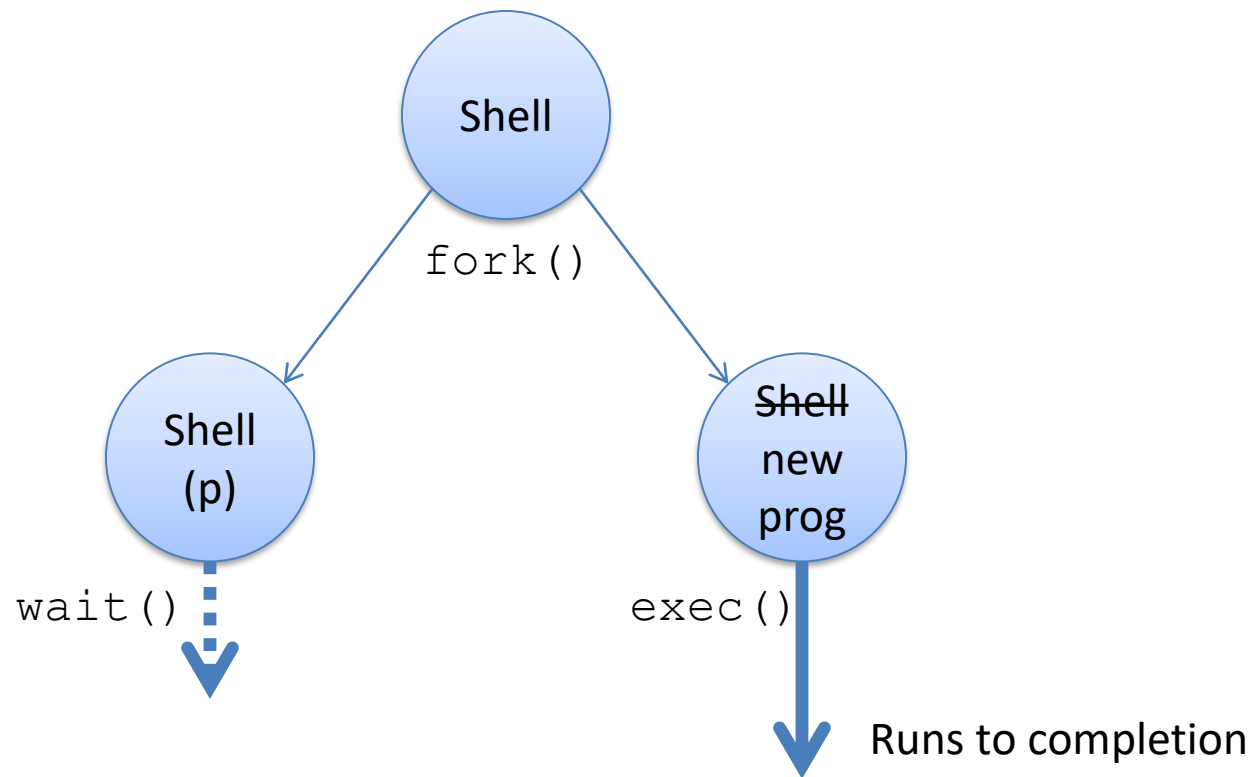 Shell
fork()
Shell
(p)
Shell
new
prog
wait()
exec()
Runs to completion